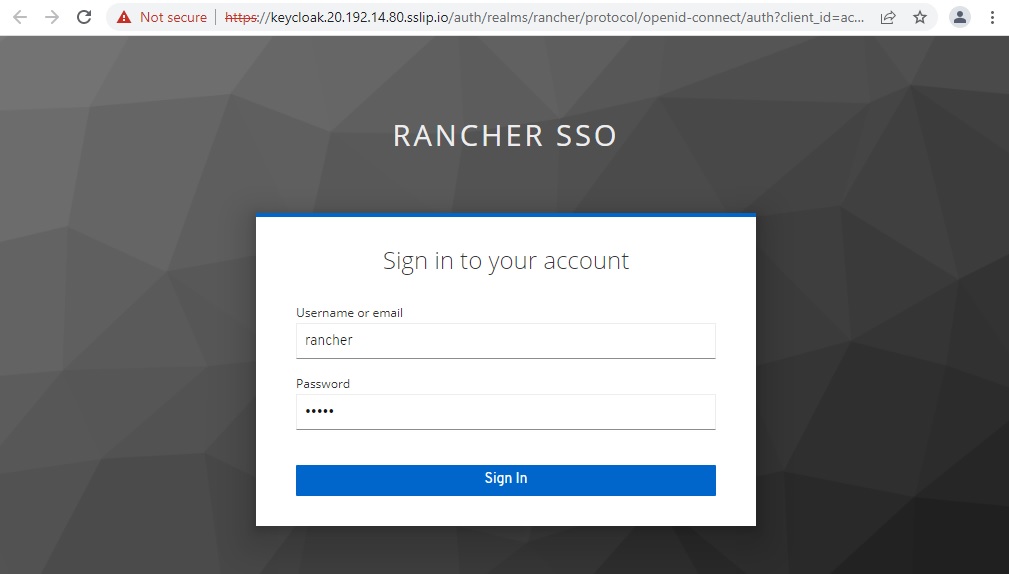 Not secure | https://keycloak.20.192.14.80.sslip.io/auth/realms/rancher/protocol/openid-connect/auth?client_id=ac...
RANCHER SSO
Sign in to your account
Username or email
rancher
Password
•••••
Sign In